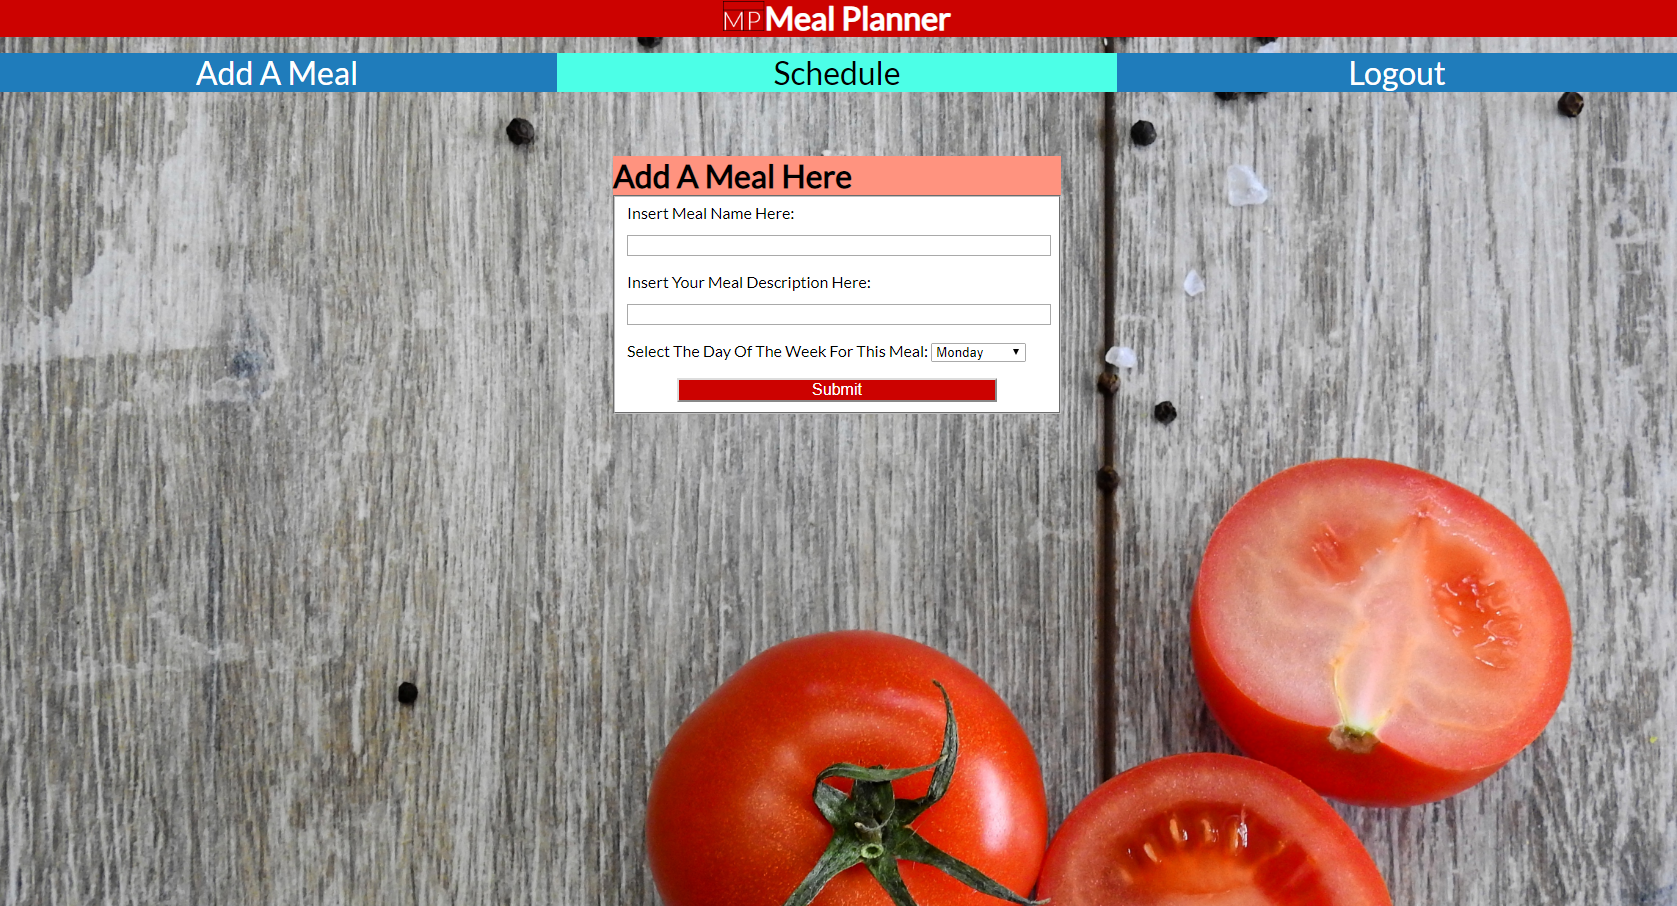 MP Meal Planner
Add A Meal Schedule Logout
Add A Meal Here
Insert Meal Name Here:
Insert Your Meal Description Here:
Select The Day Of The Week For This Meal: Monday
Submit